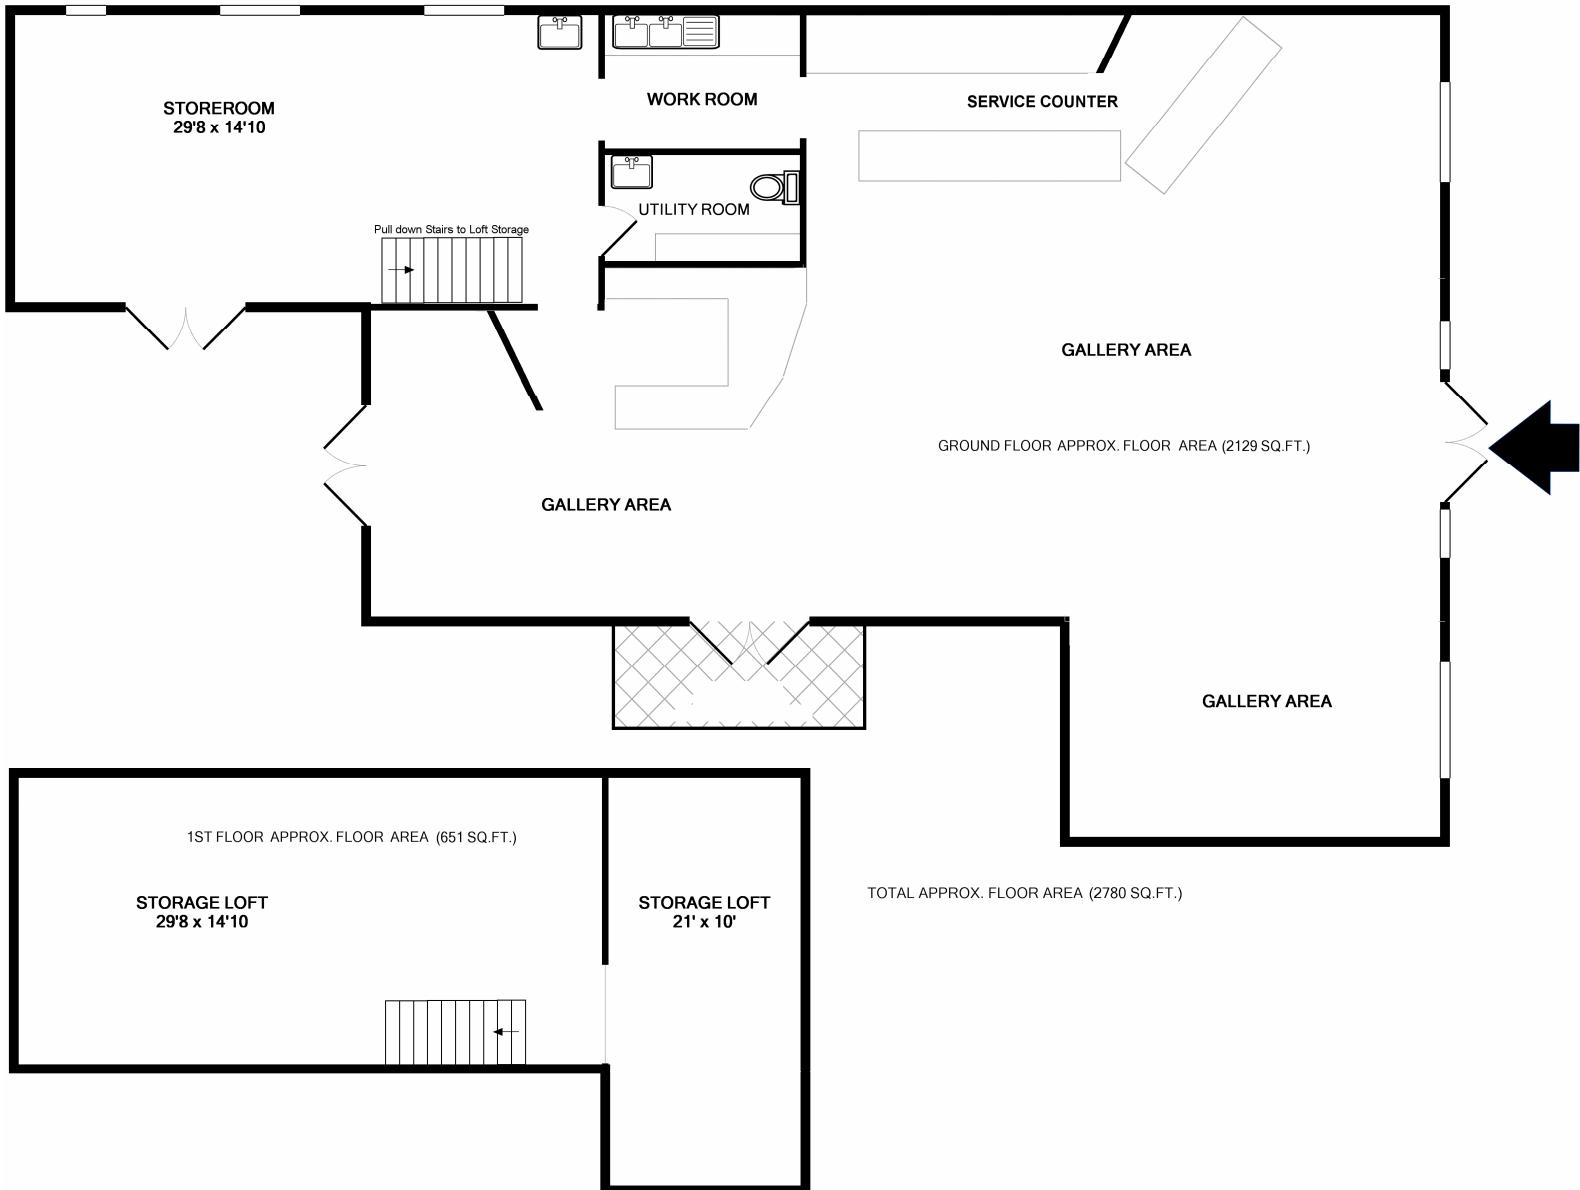 STOREROOM
29'8 x 14'10
WORK ROOM
SERVICE COUNTER
UTILITY ROOM
Pull down Stairs to Loft Storage
GALLERY AREA
GROUND FLOOR APPROX. FLOOR AREA (2129 SQ.FT.)
GALLERY AREA
GALLERY AREA
1ST FLOOR APPROX. FLOOR AREA (651 SQ.FT.)
STORAGE LOFT
29'8 x 14'10
STORAGE LOFT
21' x 10'
TOTAL APPROX. FLOOR AREA (2780 SQ.FT.)